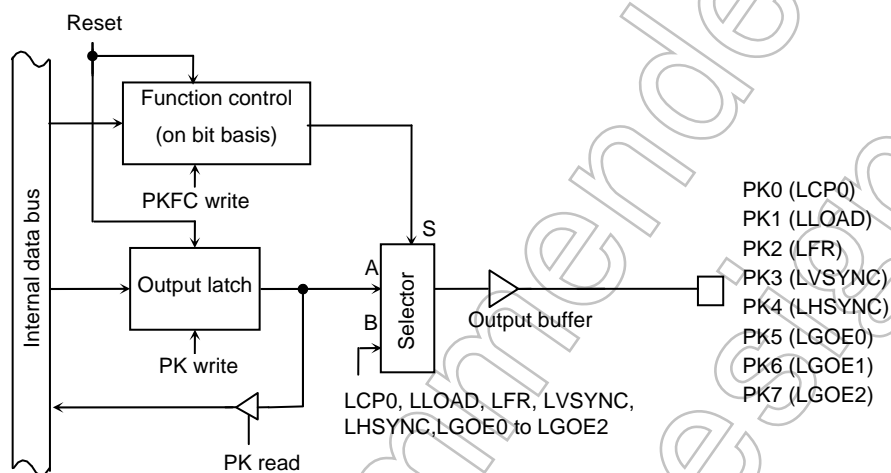 Reset
Function control
(on bit basis)
PKFC write
Internal data bus
Output latch
PK write
PK read
S
A
B
Selector
Output buffer
LCP0, LLOAD, LFR, LVSYNC,
LHSYNC,LGOE0 to LGOE2
PK0 (LCP0)
PK1 (LLOAD)
PK2 (LFR)
PK3 (LVSYNC)
PK4 (LHSYNC)
PK5 (LGOE0)
PK6 (LGOE1)
PK7 (LGOE2)